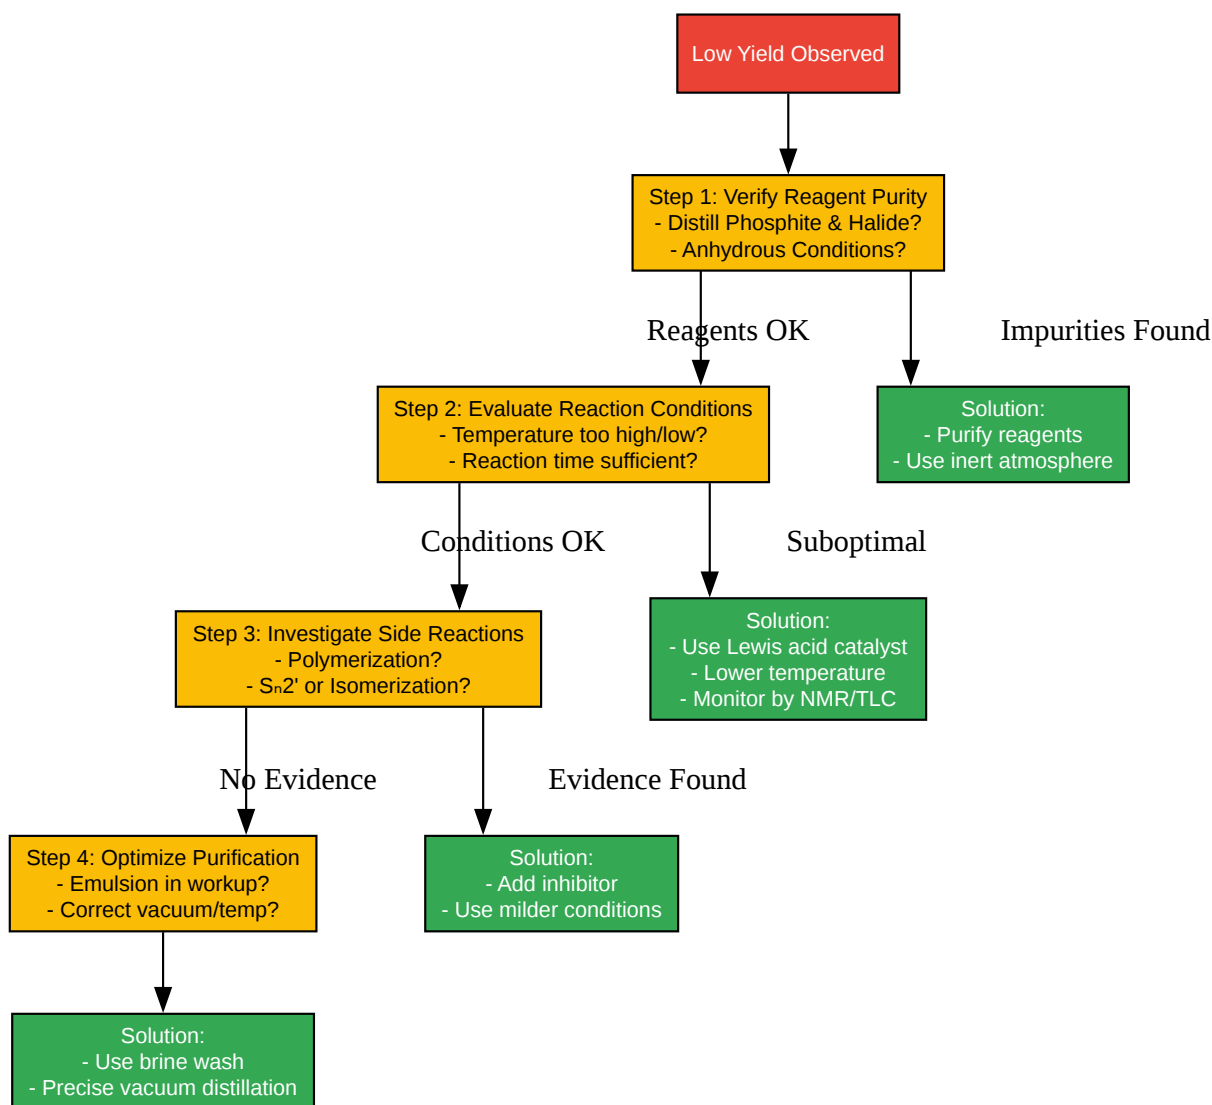 Low Yield Observed
Step 1: Verify Reagent Purity
- Distill Phosphite & Halide?
- Anhydrous Conditions?
Reagents OK
Impurities Found
Step 2: Evaluate Reaction Conditions
- Temperature too high/low?
- Reaction time sufficient?
Solution:
- Purify reagents
- Use inert atmosphere
Conditions OK
Suboptimal
Step 3: Investigate Side Reactions
- Polymerization?
- Sₙ2' or Isomerization?
Solution:
- Use Lewis acid catalyst
- Lower temperature
- Monitor by NMR/TLC
No Evidence
Evidence Found
Step 4: Optimize Purification
- Emulsion in workup?
- Correct vacuum/temp?
Solution:
- Add inhibitor
- Use milder conditions
Solution:
- Use brine wash
- Precise vacuum distillation